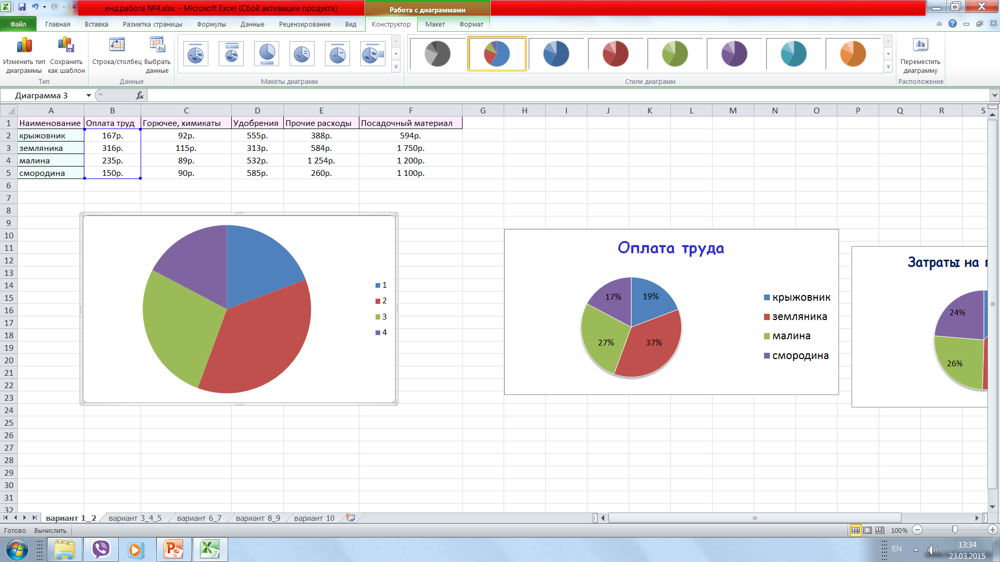 инд.работа №4.xlsx - Microsoft Excel (Сбой активации продукта)
Работа с диаграммами
Файл Главная Вставка Разметка страницы Формулы Данные Рецензирование Вид Конструктор Макет Формат
Изменить тип диаграммы
Сохранить как шаблон
Строка/столбец
Выбрать данные
Переместить диаграмму
Тип Данные Макеты диаграмм Стили диаграмм Расположение
Диаграмма 3 fx
A B C D E F G H I J K L M N O P Q R S
1 Наименование Оплата труд Горючее, химикаты Удобрения Прочие расходы Посадочный материал
2 крыжовник 167р. 92р. 555р. 388р. 594р.
3 земляника 316р. 115р. 313р. 584р. 1 750р.
4 малина 235р. 89р. 532р. 1 254р. 1 200р.
5 смородина 150р. 90р. 585р. 260р. 1 100р.
6
7
8
9
10
11
12
13
14
15
16
17
18
19
20
21
22
23
24
25
26
27
28
29
30
31
32
1
2
3
4
Оплата труда
17% 19%
27% 37%
крыжовник
земляника
малина
смородина
Затраты на
24%
26%
вариант 1_2 вариант 3_4_5 вариант 6_7 вариант 8_9 вариант 10
Готово Вычислить 100%
EN 13:34
23.03.2015